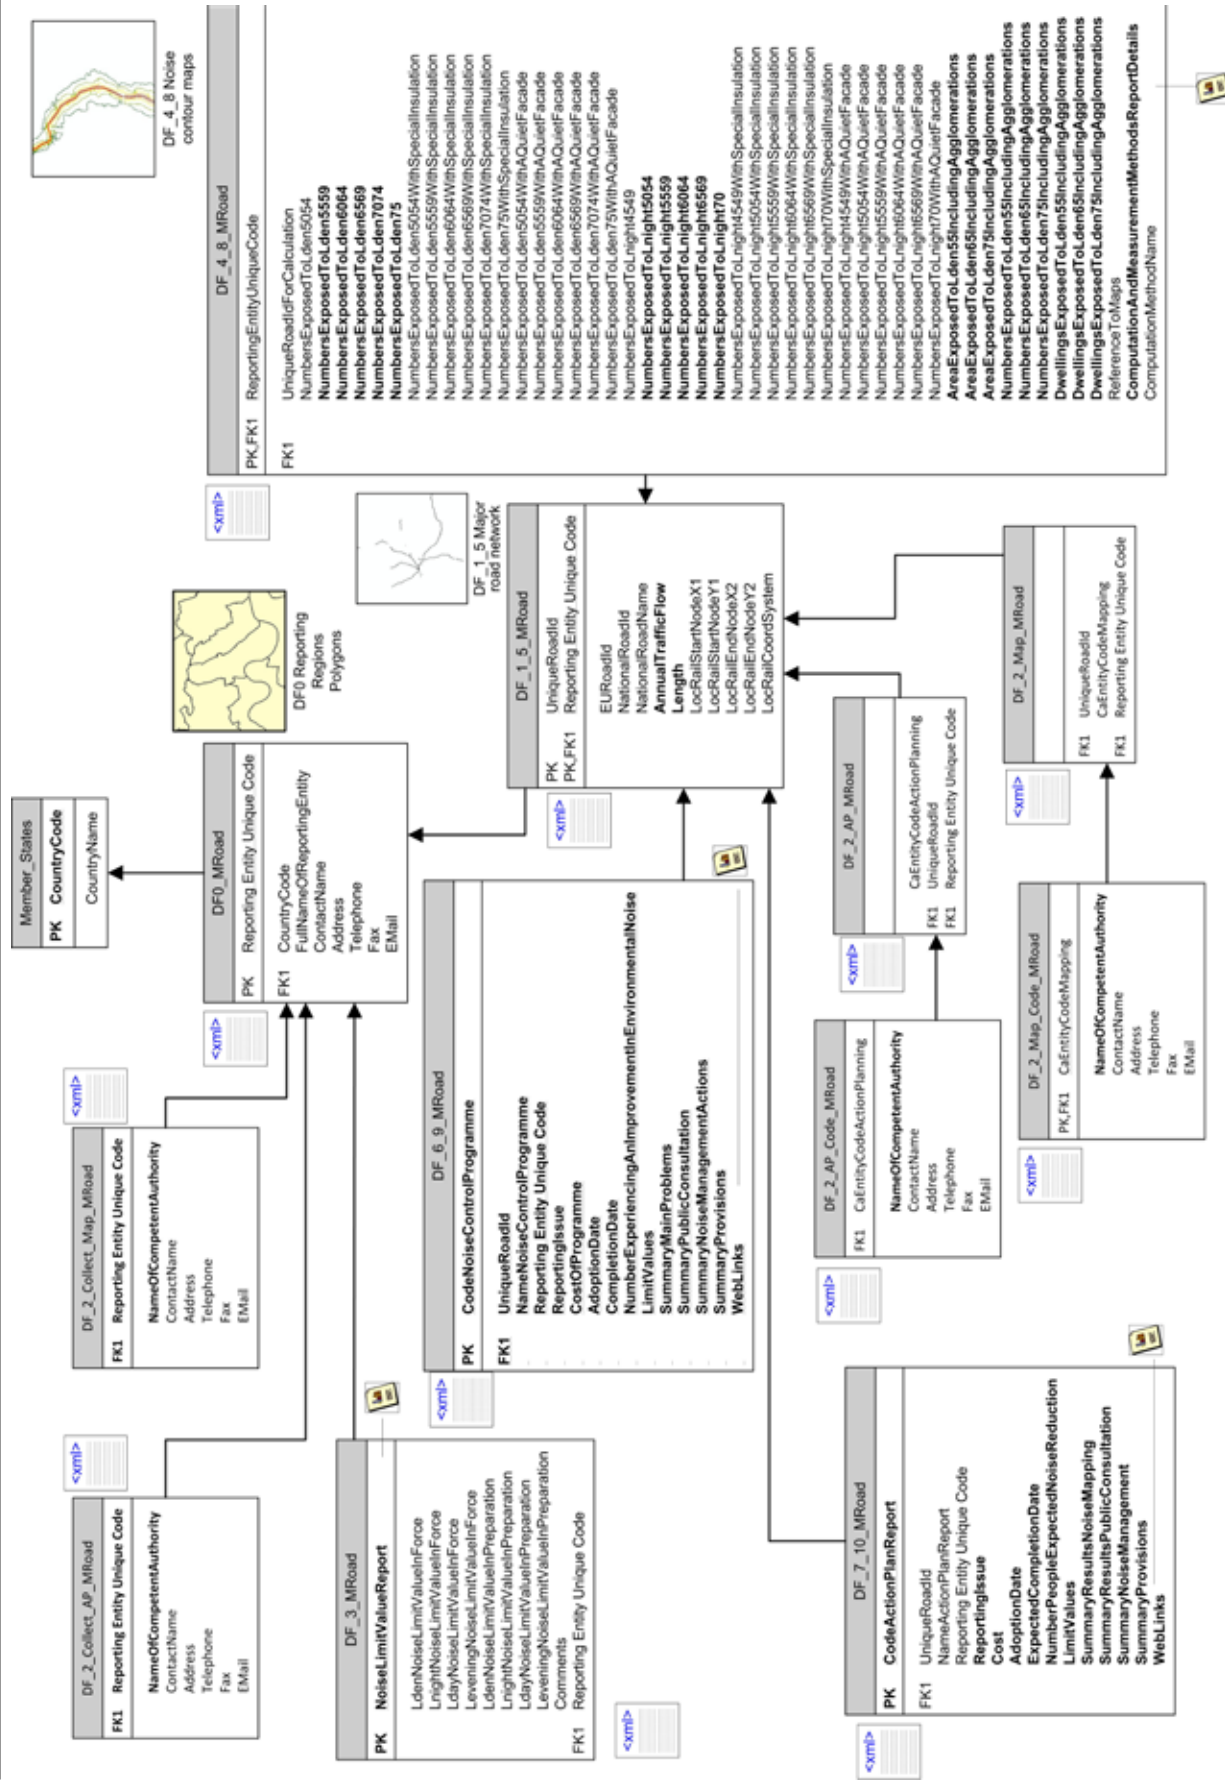 Member_States
PK CountryCode
CountryName
<xml>
DF_2_Collect_AP_MRoad
FK1 Reporting Entity Unique Code
NameOfCompetentAuthority
ContactName
Address
Telephone
Fax
EMail
<xml>
DF_2_Collect_Map_MRoad
FK1 Reporting Entity Unique Code
NameOfCompetentAuthority
ContactName
Address
Telephone
Fax
EMail
<xml>
DF0_MRoad
PK Reporting Entity Unique Code
FK1 CountryCode
FullNameOfReportingEntity
ContactName
Address
Telephone
Fax
EMail
DF0 Reporting
Regions
Polygons
DF_4_8 Noise
contour maps
<xml>
DF_4_8_MRoad
PK,FK1 ReportingEntityUniqueCode
FK1 UniqueRoadIdForCalculation
NumbersExposedToLden5054
NumbersExposedToLden5559
NumbersExposedToLden6064
NumbersExposedToLden6569
NumbersExposedToLden7074
NumbersExposedToLden75
NumbersExposedToLden5054WithSpecialInsulation
NumbersExposedToLden5559WithSpecialInsulation
NumbersExposedToLden6064WithSpecialInsulation
NumbersExposedToLden6569WithSpecialInsulation
NumbersExposedToLden7074WithSpecialInsulation
NumbersExposedToLden75WithSpecialInsulation
NumbersExposedToLden5054WithAQuietFacade
NumbersExposedToLden5559WithAQuietFacade
NumbersExposedToLden6064WithAQuietFacade
NumbersExposedToLden6569WithAQuietFacade
NumbersExposedToLden7074WithAQuietFacade
NumbersExposedToLden75WithAQuietFacade
NumbersExposedToLnight4549
NumbersExposedToLnight5054
NumbersExposedToLnight5559
NumbersExposedToLnight6064
NumbersExposedToLnight6569
NumbersExposedToLnight70
NumbersExposedToLnight4549WithSpecialInsulation
NumbersExposedToLnight5054WithSpecialInsulation
NumbersExposedToLnight5559WithSpecialInsulation
NumbersExposedToLnight6064WithSpecialInsulation
NumbersExposedToLnight6569WithSpecialInsulation
NumbersExposedToLnight70WithSpecialInsulation
NumbersExposedToLnight4549WithAQuietFacade
NumbersExposedToLnight5054WithAQuietFacade
NumbersExposedToLnight5559WithAQuietFacade
NumbersExposedToLnight6064WithAQuietFacade
NumbersExposedToLnight6569WithAQuietFacade
NumbersExposedToLnight70WithAQuietFacade
AreaExposedToLden55IncludingAgglomerations
AreaExposedToLden65IncludingAgglomerations
AreaExposedToLden75IncludingAgglomerations
NumbersExposedToLden55IncludingAgglomerations
NumbersExposedToLden65IncludingAgglomerations
NumbersExposedToLden75IncludingAgglomerations
DwellingsExposedToLden55IncludingAgglomerations
DwellingsExposedToLden65IncludingAgglomerations
DwellingsExposedToLden75IncludingAgglomerations
ReferenceToMaps
ComputationAndMeasurementMethodsReportDetails
ComputationMethodName
DF_3_MRoad
PK NoiseLimitValueReport
LdenNoiseLimitValueInForce
LnightNoiseLimitValueInForce
LdayNoiseLimitValueInForce
LeveningNoiseLimitValueInForce
LdenNoiseLimitValueInPreparation
LnightNoiseLimitValueInPreparation
LdayNoiseLimitValueInPreparation
LeveningNoiseLimitValueInPreparation
Comments
FK1 Reporting Entity Unique Code
<xml>
<xml>
DF_6_9_MRoad
PK CodeNoiseControlProgramme
FK1 UniqueRoadId
NameNoiseControlProgramme
Reporting Entity Unique Code
ReportingIssue
CostOfProgramme
AdoptionDate
CompletionDate
NumberExperiencingAnImprovementInEnvironmentalNoise
LimitValues
SummaryMainProblems
SummaryPublicConsultation
SummaryNoiseManagementActions
SummaryProvisions
WebLinks
DF_1_5 Major
road network
<xml>
DF_1_5_MRoad
PK UniqueRoadId
PK,FK1 Reporting Entity Unique Code
EURoadId
NationalRoadId
NationalRoadName
AnnualTrafficFlow
Length
LocRailStartNodeX1
LocRailStartNodeY1
LocRailEndNodeX2
LocRailEndNodeY2
LocRailCoordSystem
<xml>
DF_7_10_MRoad
PK CodeActionPlanReport
FK1 UniqueRoadId
NameActionPlanReport
Reporting Entity Unique Code
ReportingIssue
Cost
AdoptionDate
ExpectedCompletionDate
NumberPeopleExpectedNoiseReduction
LimitValues
SummaryResultsNoiseMapping
SummaryResultsPublicConsultation
SummaryNoiseManagement
SummaryProvisions
WebLinks
<xml>
DF_2_AP_Code_MRoad
FK1 CaEntityCodeActionPlanning
NameOfCompetentAuthority
ContactName
Address
Telephone
Fax
EMail
<xml>
DF_2_AP_MRoad
CaEntityCodeActionPlanning
FK1 UniqueRoadId
FK1 Reporting Entity Unique Code
<xml>
DF_2_Map_Code_MRoad
PK,FK1 CaEntityCodeMapping
NameOfCompetentAuthority
ContactName
Address
Telephone
Fax
EMail
<xml>
DF_2_Map_MRoad
FK1 UniqueRoadId
CaEntityCodeMapping
FK1 Reporting Entity Unique Code